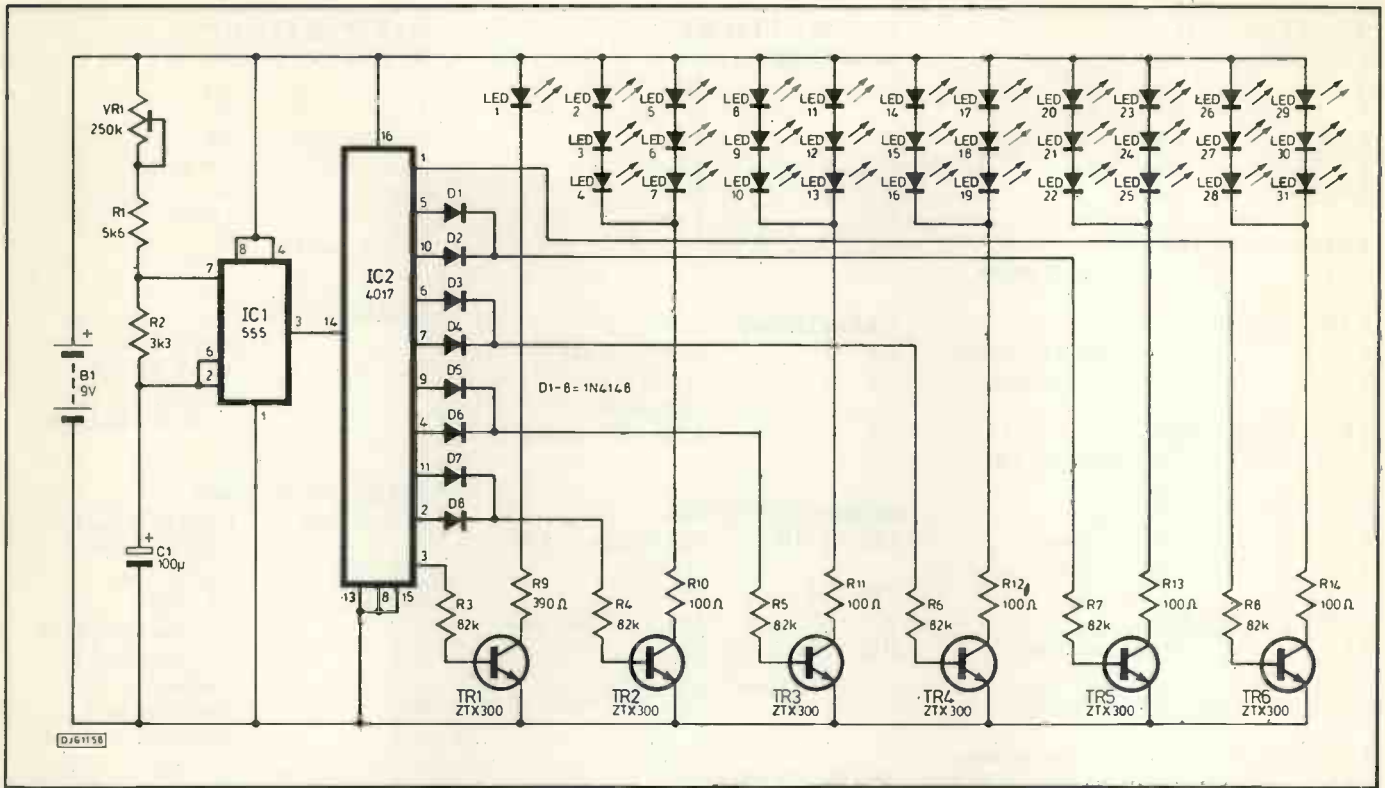 VR1
250k
R1
5k6
R2
3k3
B1
9V
+
C1
100µ
+
8 4
7
6
2
3
1
IC1
555
16
14
IC2
4017
13 8 15
1
5
10
6
7
9
4
11
2
3
D1
D2
D3
D4
D5
D6
D7
D8
D1-8 = 1N4148
LED
1
LED
2
LED
3
LED
4
LED
5
LED
6
LED
7
LED
8
LED
9
LED
10
LED
11
LED
12
LED
13
LED
14
LED
15
LED
16
LED
17
LED
18
LED
19
LED
20
LED
21
LED
22
LED
23
LED
24
LED
25
LED
26
LED
27
LED
28
LED
29
LED
30
LED
31
R3
82k
R9
390Ω
R4
82k
R10
100Ω
R5
82k
R11
100Ω
R6
82k
R12
100Ω
R7
82k
R13
100Ω
R8
82k
R14
100Ω
TR1
ZTX300
TR2
ZTX300
TR3
ZTX300
TR4
ZTX300
TR5
ZTX300
TR6
ZTX300
DJ61158